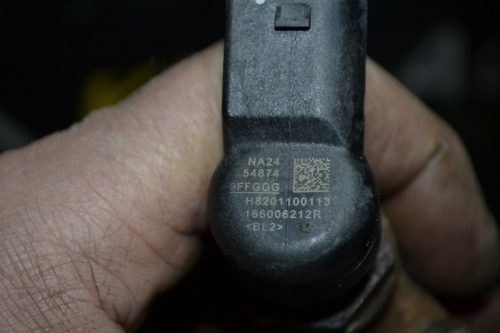 NA24
54874
9FFGGG
H8201100113
166006212R
<BL2>